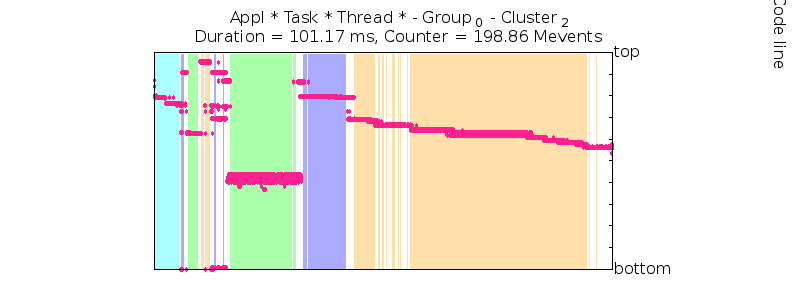 Appl * Task * Thread * - Group 0 - Cluster 2
Duration = 101.17 ms, Counter = 198.86 Mevents
top
bottom
Code line